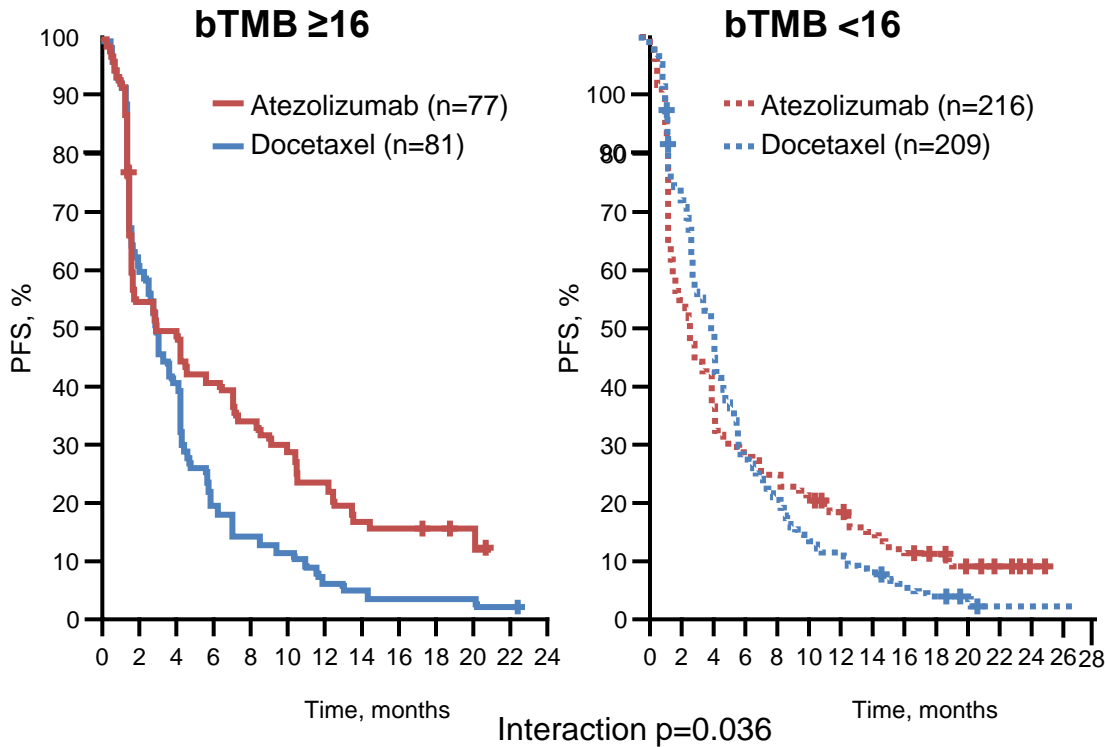 bTMB ≥16
Atezolizumab (n=77)
Docetaxel (n=81)
PFS, %
100
90
80
70
60
50
40
30
20
10
0
0 2 4 6 8 10 12 14 16 18 20 22 24
Time, months
bTMB <16
Atezolizumab (n=216)
Docetaxel (n=209)
PFS, %
100
90
80
70
60
50
40
30
20
10
0
0 2 4 6 8 10 12 14 16 18 20 22 24 26 28
Time, months
Interaction p=0.036